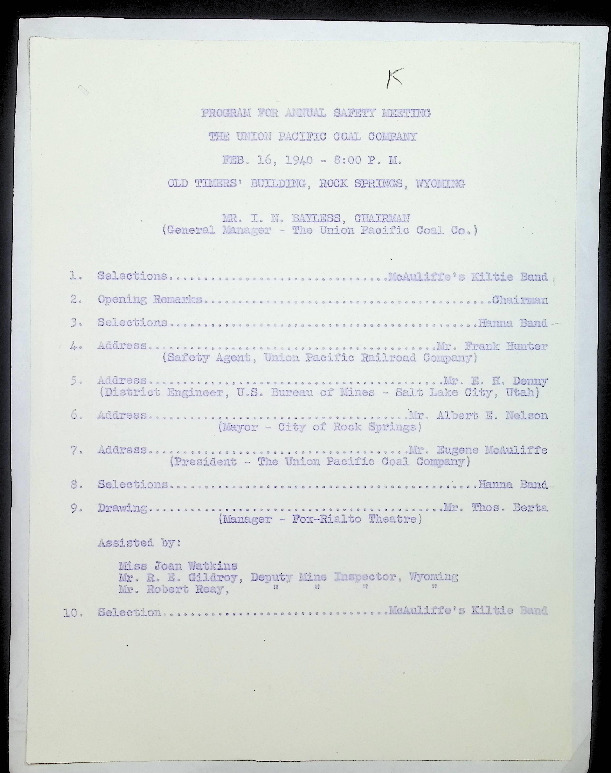 K
PROGRAM FOR ANNUAL SAFETY MEETING
THE UNION PACIFIC COAL COMPANY
FEB. 16, 1940 - 8:00 P. M.
OLD TIMERS' BUILDING, ROCK SPRINGS, WYOMING
MR. I. N. BAYLESS, CHAIRMAN
(General Manager - The Union Pacific Coal Co.)
1. Selections................................McAuliffe's Kiltie Band
2. Opening Remarks..........................................Chairman
3. Selections.............................................Hanna Band
4. Address..........................................Mr. Frank Hunter
(Safety Agent, Union Pacific Railroad Company)
5. Address...........................................Mr. E. H. Denny
(District Engineer, U.S. Bureau of Mines - Salt Lake City, Utah)
6. Address......................................Mr. Albert E. Nelson
(Mayor - City of Rock Springs)
7. Address......................................Mr. Eugene McAuliffe
(President - The Union Pacific Coal Company)
8. Selections.............................................Hanna Band
9. Drawing...........................................Mr. Thos. Berta
(Manager - Fox-Rialto Theatre)
Assisted by:
Miss Joan Watkins
Mr. R. E. Gildroy, Deputy Mine Inspector, Wyoming
Mr. Robert Reay, " " " "
10. Selection.................................McAuliffe's Kiltie Band